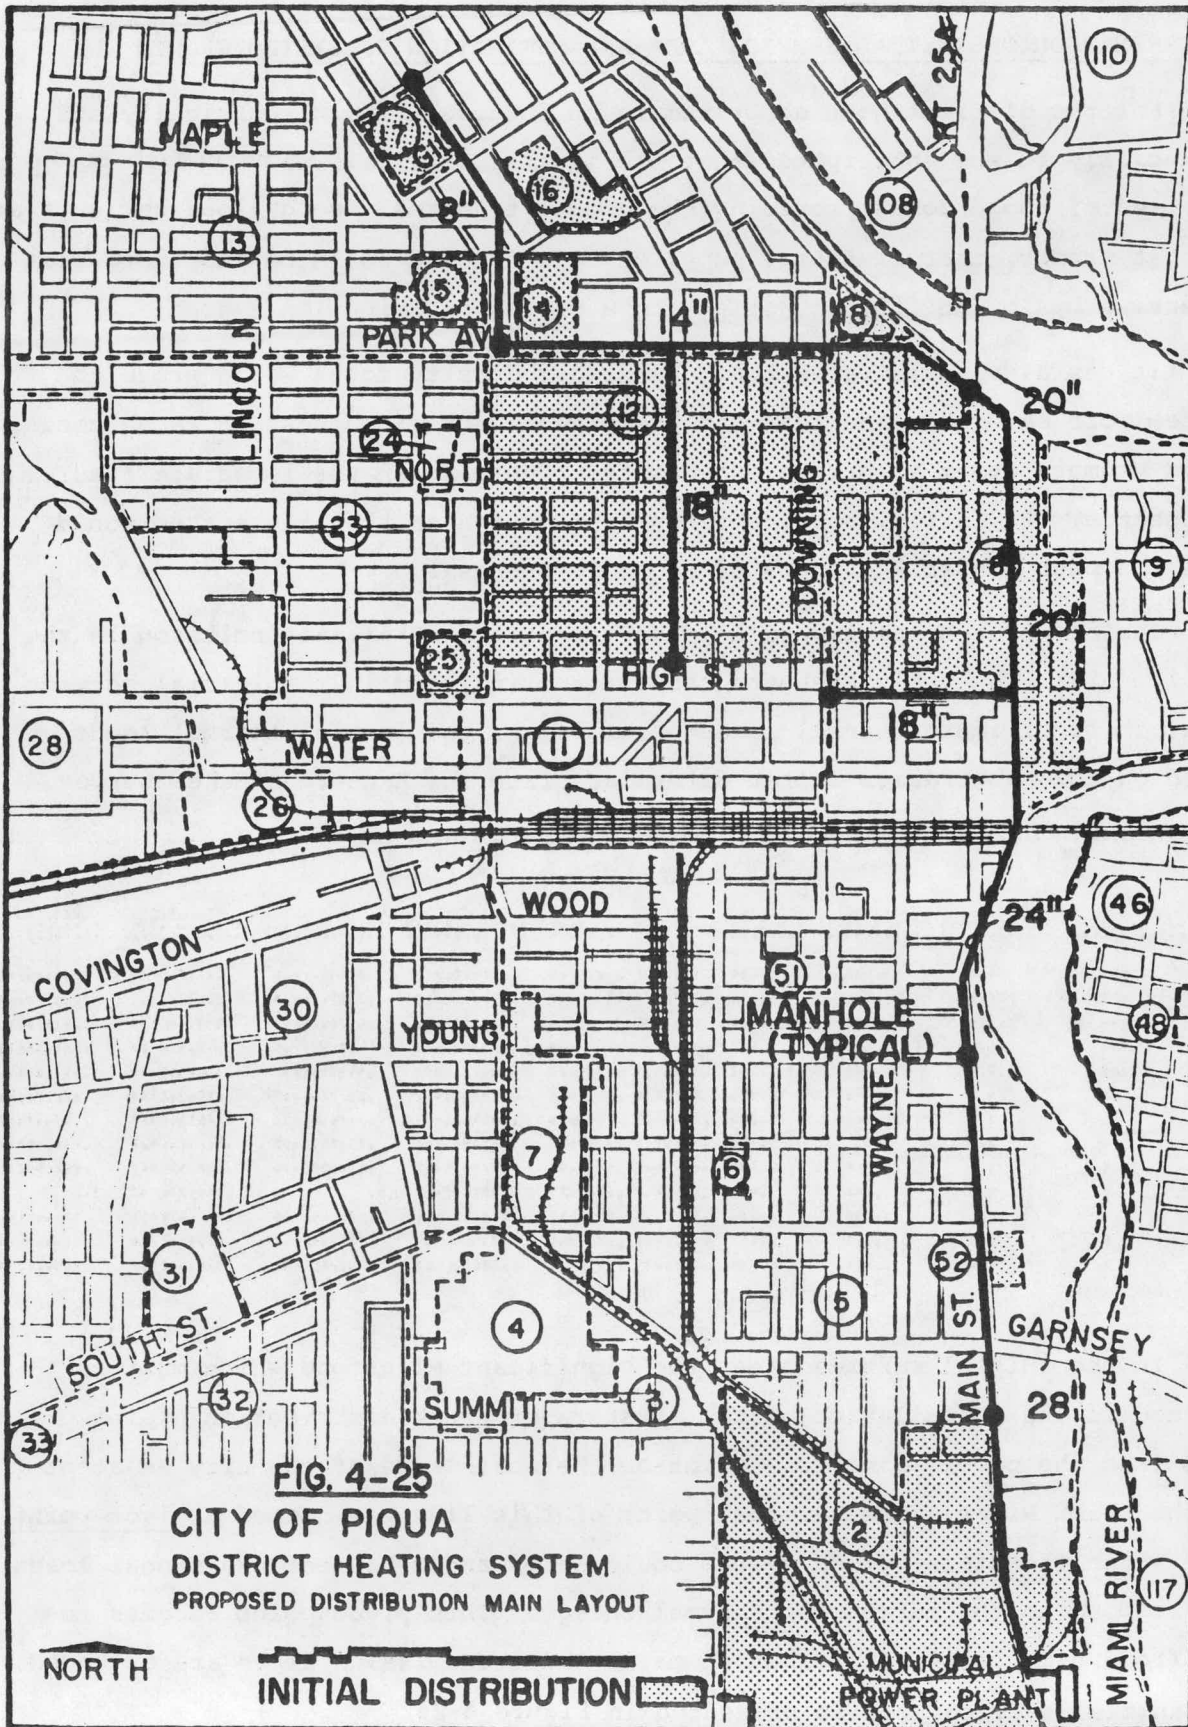 RT 25A
110
MAPLE
17
G
16
8"
108
13
15
14
14"
18
PARK AV
20"
LINCOLN
12
24
NORTH
18"
DOWNING
23
8
9
20"
25
HIGH ST.
18"
28
WATER
11
26
WOOD
24"
46
COVINGTON
51
30
YOUNG
MANHOLE
(TYPICAL)
48
WAYNE
7
6
52
31
4
5
MAIN ST.
GARNSEY
SOUTH ST.
32
SUMMIT
3
28"
33
FIG. 4-25
CITY OF PIQUA
DISTRICT HEATING SYSTEM
PROPOSED DISTRIBUTION MAIN LAYOUT
2
117
MIAMI RIVER
NORTH
INITIAL DISTRIBUTION
MUNICIPAL
POWER PLANT